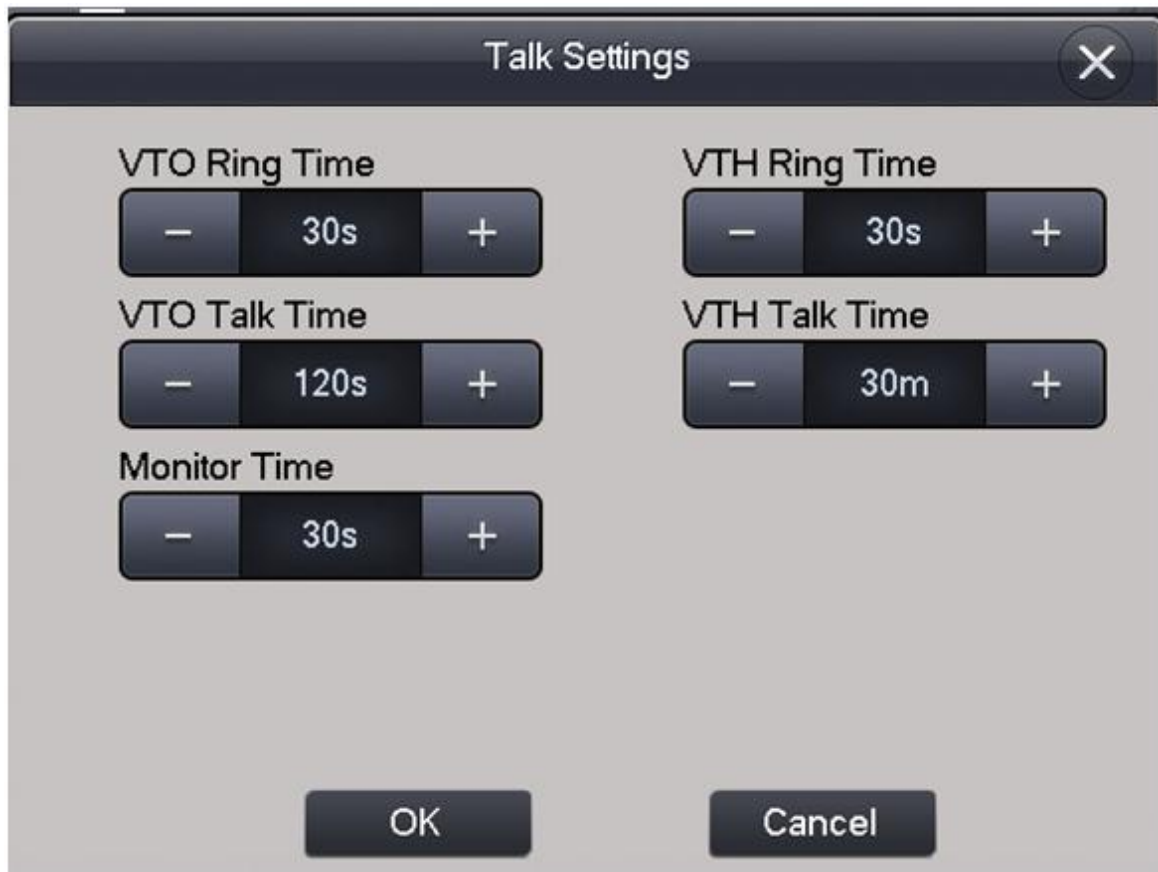 Talk Settings
VTO Ring Time
VTH Ring Time
− 30s +
− 30s +
VTO Talk Time
VTH Talk Time
− 120s +
− 30m +
Monitor Time
− 30s +
OK
Cancel